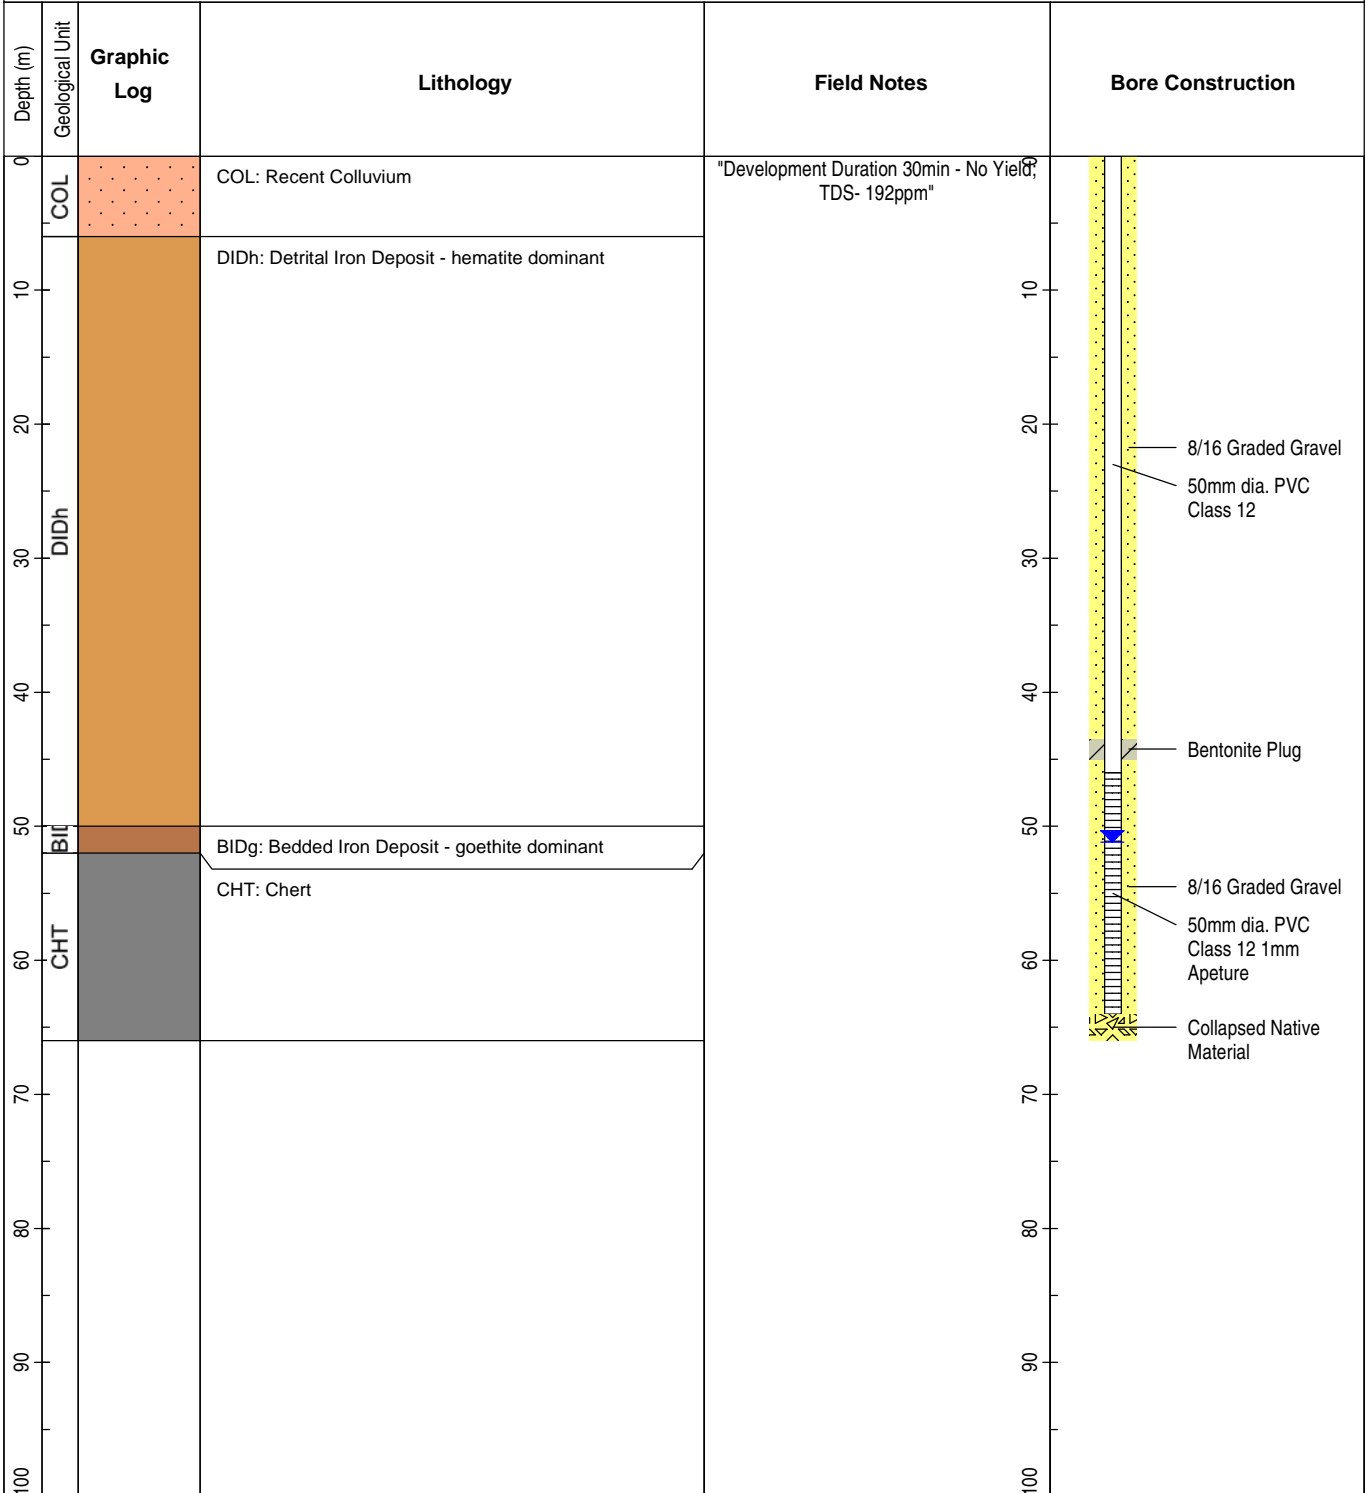 Depth (m)
Geological Unit
Graphic
Log
Lithology
Field Notes
Bore Construction
0
COL
COL: Recent Colluvium
"Development Duration 30min - No Yield,
TDS- 192ppm"
0
DIDh: Detrital Iron Deposit - hematite dominant
10
10
20
20
8/16 Graded Gravel
50mm dia. PVC
Class 12
DIDh
30
30
40
40
Bentonite Plug
50
50
BID
BIDg: Bedded Iron Deposit - goethite dominant
CHT: Chert
8/16 Graded Gravel
50mm dia. PVC
Class 12 1mm
Apeture
CHT
60
60
Collapsed Native
Material
70
70
80
80
90
90
100
100